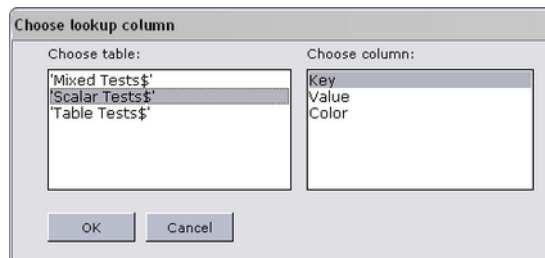 Choose lookup column
Choose table:
'Mixed Tests$'
'Scalar Tests$'
'Table Tests$'
Choose column:
Key
Value
Color
OK
Cancel